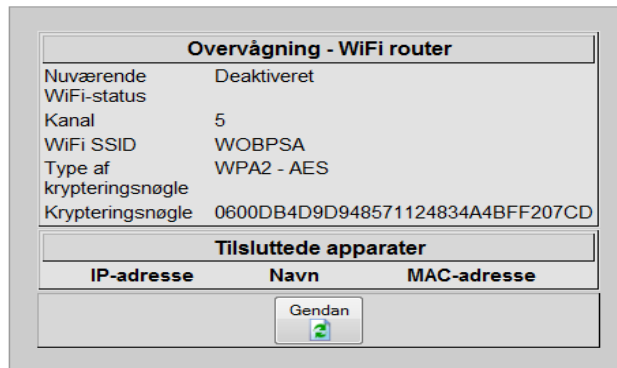 Overvågning - WiFi router
Nuværende WiFi-status Deaktiveret
Kanal 5
WiFi SSID WOBPSA
Type af krypteringsnøgle WPA2 - AES
Krypteringsnøgle 0600DB4D9D948571124834A4BFF207CD
Tilsluttede apparater
IP-adresse Navn MAC-adresse
Gendan